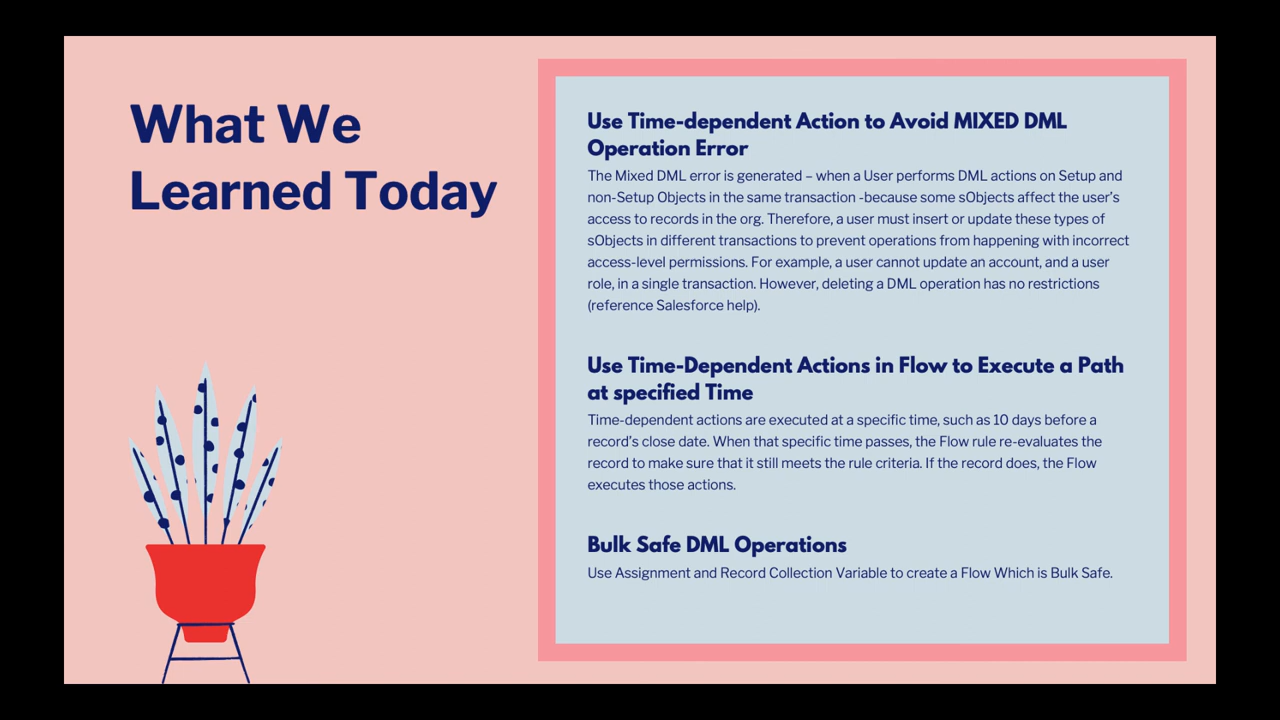 What We
Learned Today
Use Time-dependent Action to Avoid MIXED DML
Operation Error
The Mixed DML error is generated – when a User performs DML actions on Setup and
non-Setup Objects in the same transaction -because some sObjects affect the user's
access to records in the org. Therefore, a user must insert or update these types of
sObjects in different transactions to prevent operations from happening with incorrect
access-level permissions. For example, a user cannot update an account, and a user
role, in a single transaction. However, deleting a DML operation has no restrictions
(reference Salesforce help).
Use Time-Dependent Actions in Flow to Execute a Path
at specified Time
Time-dependent actions are executed at a specific time, such as 10 days before a
record's close date. When that specific time passes, the Flow rule re-evaluates the
record to make sure that it still meets the rule criteria. If the record does, the Flow
executes those actions.
Bulk Safe DML Operations
Use Assignment and Record Collection Variable to create a Flow Which is Bulk Safe.